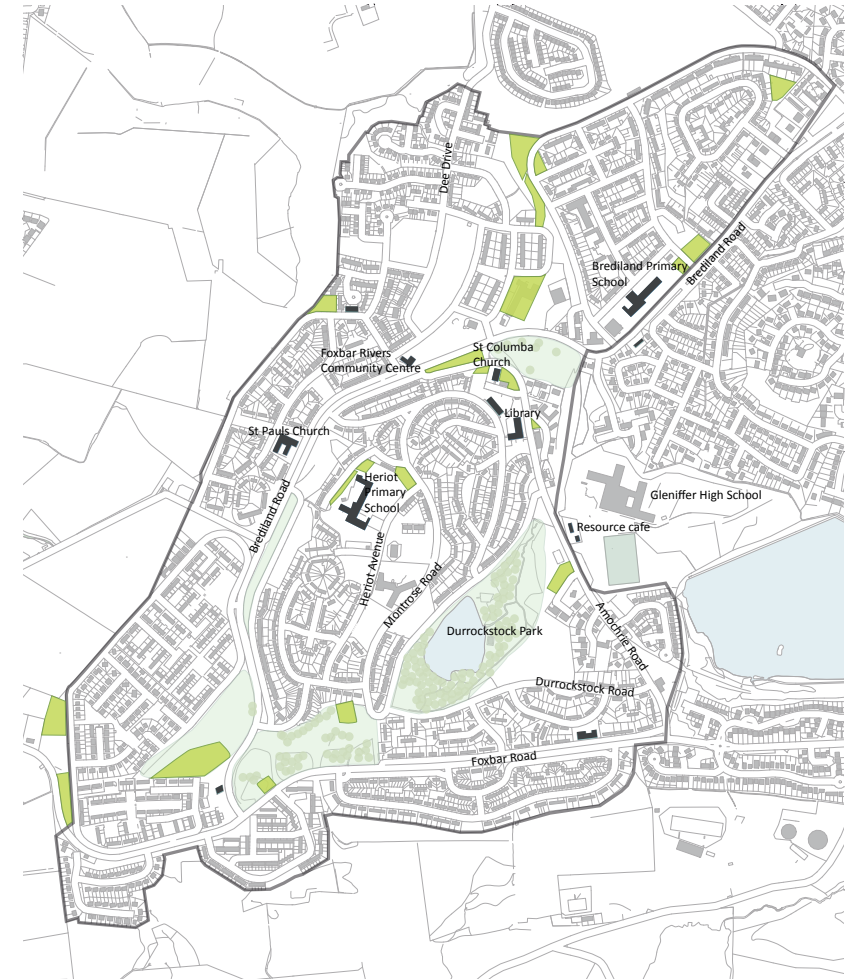 Dee Drive
Brediland Primary
School
Brediland Road
St Columba
Church
Foxbar Rivers
Community Centre
Library
St Pauls Church
Heriot
Primary
School
Gleniffer High School
Brediland Road
Resource cafe
Heriot Avenue
Montrose Road
Durrockstock Park
Amochrie Road
Durrockstock Road
Foxbar Road